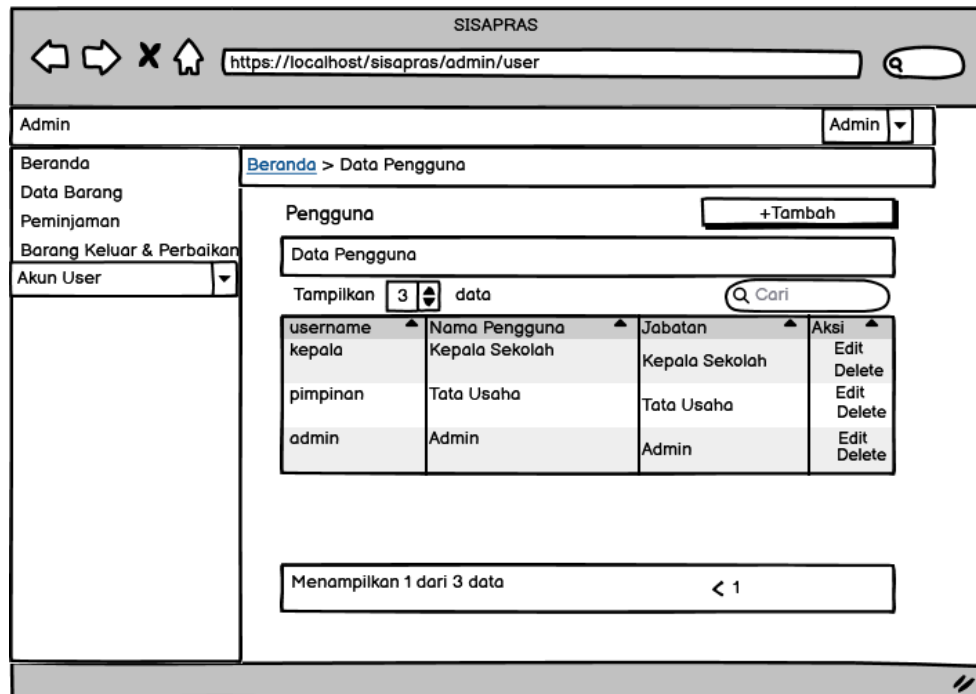 SISAPRAS
https://localhost/sisapras/admin/user
Admin
Admin
Beranda
Data Barang
Peminjaman
Barang Keluar & Perbaikan
Akun User
Beranda > Data Pengguna
Pengguna
+Tambah
Data Pengguna
Tampilkan 3 data
Cari
username Nama Pengguna Jabatan Aksi
kepala Kepala Sekolah Kepala Sekolah Edit
Delete
pimpinan Tata Usaha Tata Usaha Edit
Delete
admin Admin Admin Edit
Delete
Menampilkan 1 dari 3 data < 1